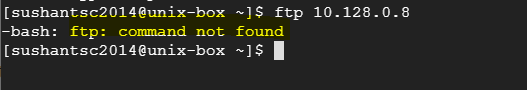 [sushantsc2014@unix-box ~]$ ftp 10.128.0.8
-bash: ftp: command not found
[sushantsc2014@unix-box ~]$